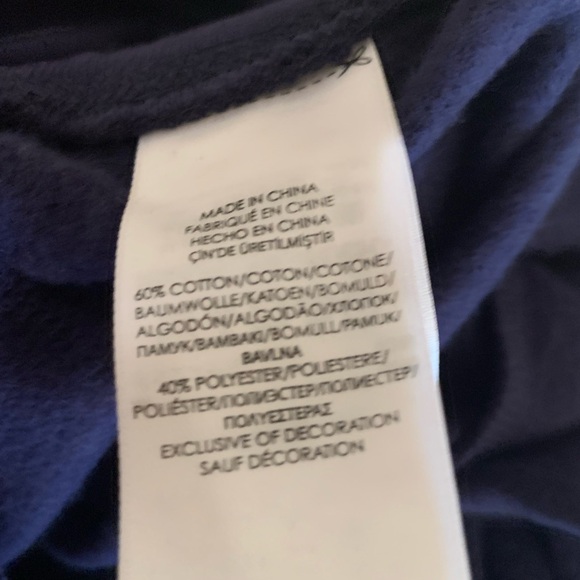 MADE IN CHINA
FABRIQUÉ EN CHINE
HECHO EN CHINA
ÇİN'DE ÜRETİLMİŞTİR
60% COTTON/COTON/COTONE/
BAUMWOLLE/KATOEN/BOMULD/
ALGODÓN/ALGODÃO/ХЛОПОК/
ПАМУК/ΒΑΜΒΑΚΙ/BOMULL/PAMUK/
BAVLNA
40% POLYESTER/POLIESTERE/
POLIÉSTER/ПОЛИЭСТЕР/ПОЛИЕСТЕР/
ΠΟΛΥΕΣΤΕΡΑΣ
EXCLUSIVE OF DECORATION
SAUF DÉCORATION